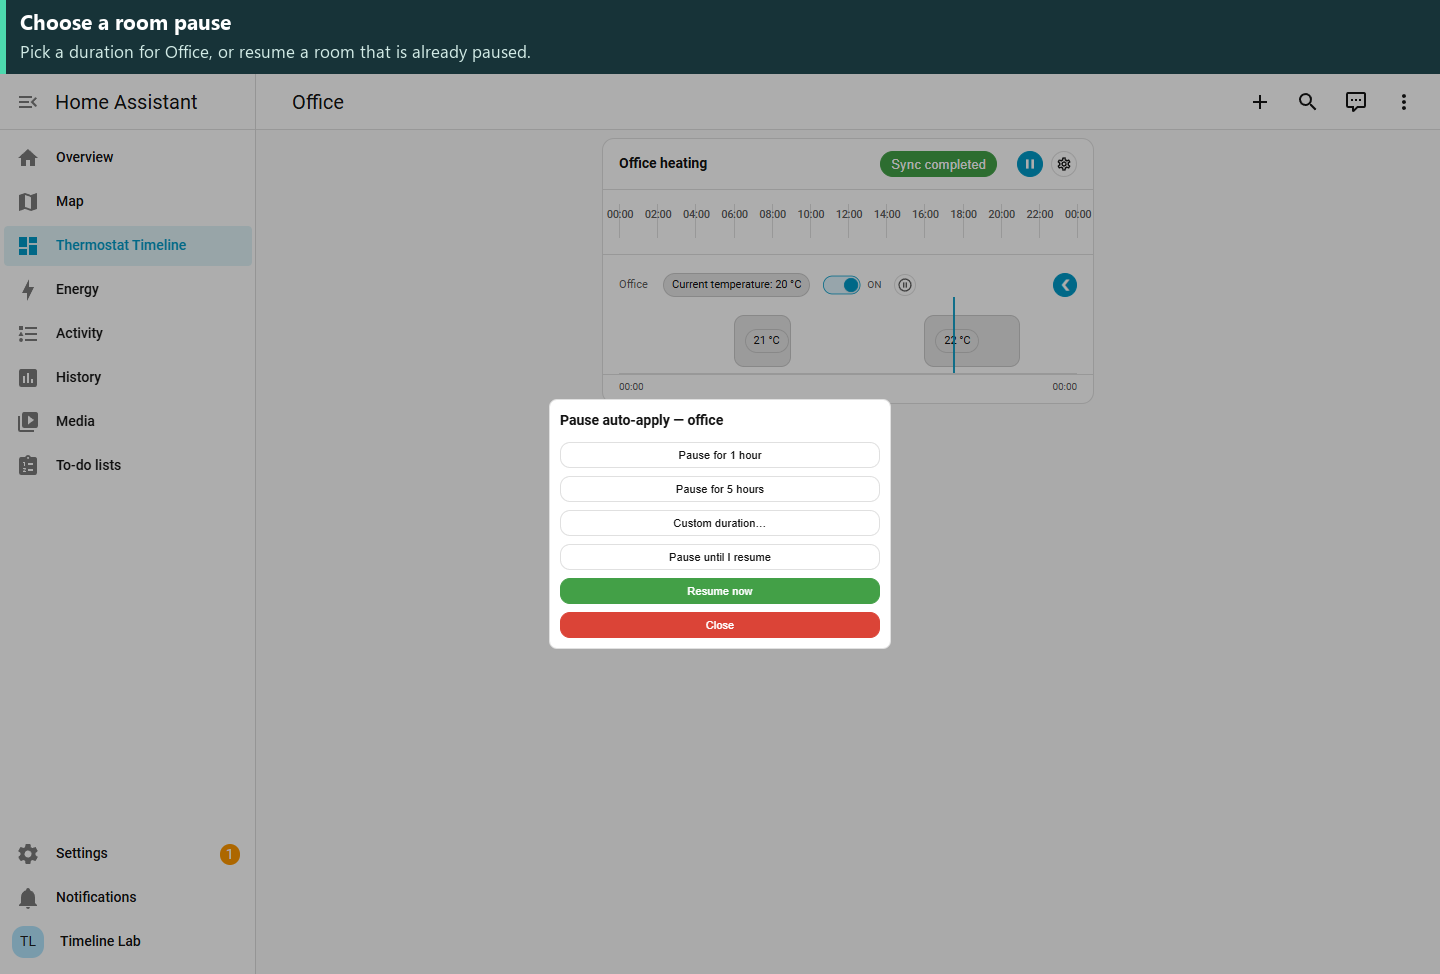 Choose a room pause
Pick a duration for Office, or resume a room that is already paused.
Home Assistant
Office
Overview
Map
Thermostat Timeline
Energy
Activity
History
Media
To-do lists
Settings
1
Notifications
TL
Timeline Lab
Office heating
Sync completed
00:00 02:00 04:00 06:00 08:00 10:00 12:00 14:00 16:00 18:00 20:00 22:00 00:00
Office
Current temperature: 20 °C
ON
21 °C
22 °C
00:00
00:00
Pause auto-apply — office
Pause for 1 hour
Pause for 5 hours
Custom duration...
Pause until I resume
Resume now
Close